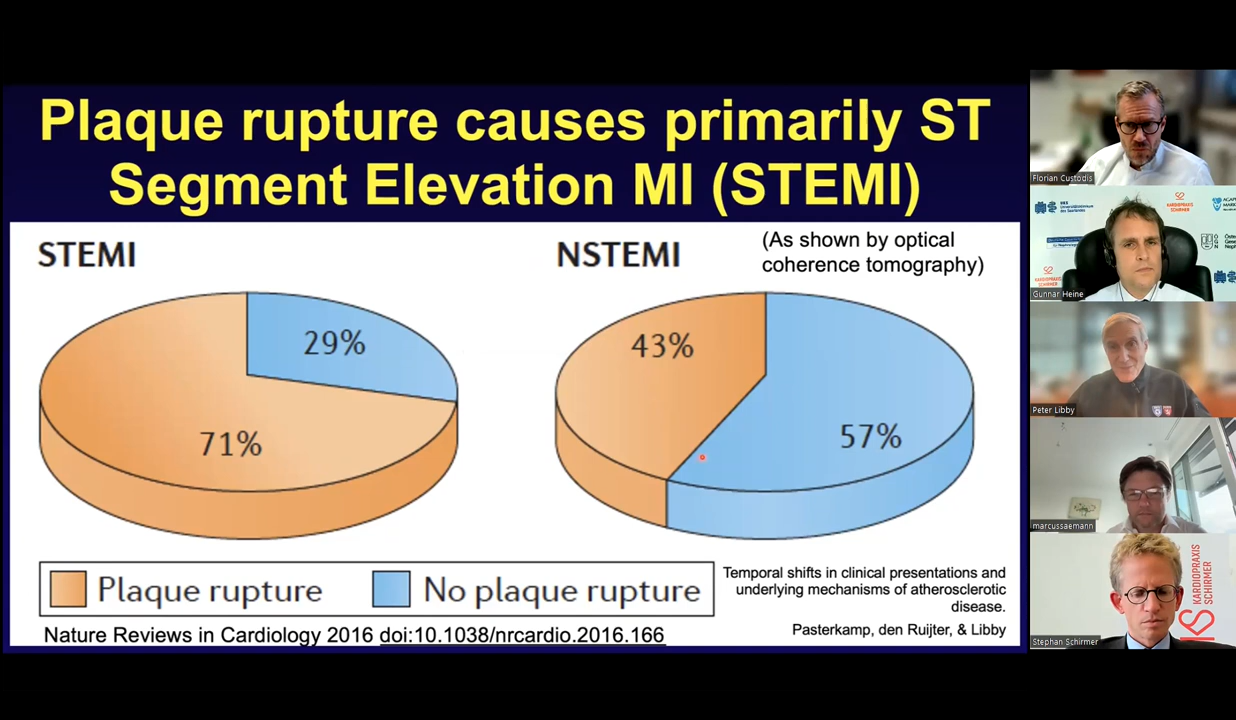 Plaque rupture causes primarily ST
Segment Elevation MI (STEMI)
STEMI
NSTEMI
(As shown by optical
coherence tomography)
29%
71%
43%
57%
Plaque rupture
No plaque rupture
Temporal shifts in clinical presentations and
underlying mechanisms of atherosclerotic
disease.
Pasterkamp, den Ruijter, & Libby
Nature Reviews in Cardiology 2016 doi:10.1038/nrcardio.2016.166
Florian Custodis
KARDIOPRAXIS
SCHIRMER
Gunnar Heine
Peter Libby
marcussaemann
KARDIOPRAXIS
SCHIRMER
KS
Stephan Schirmer